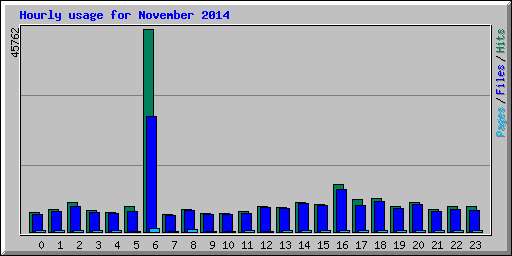 Hourly usage for November 2014
45762
Pages/Files/Hits
0 1 2 3 4 5 6 7 8 9 10 11 12 13 14 15 16 17 18 19 20 21 22 23